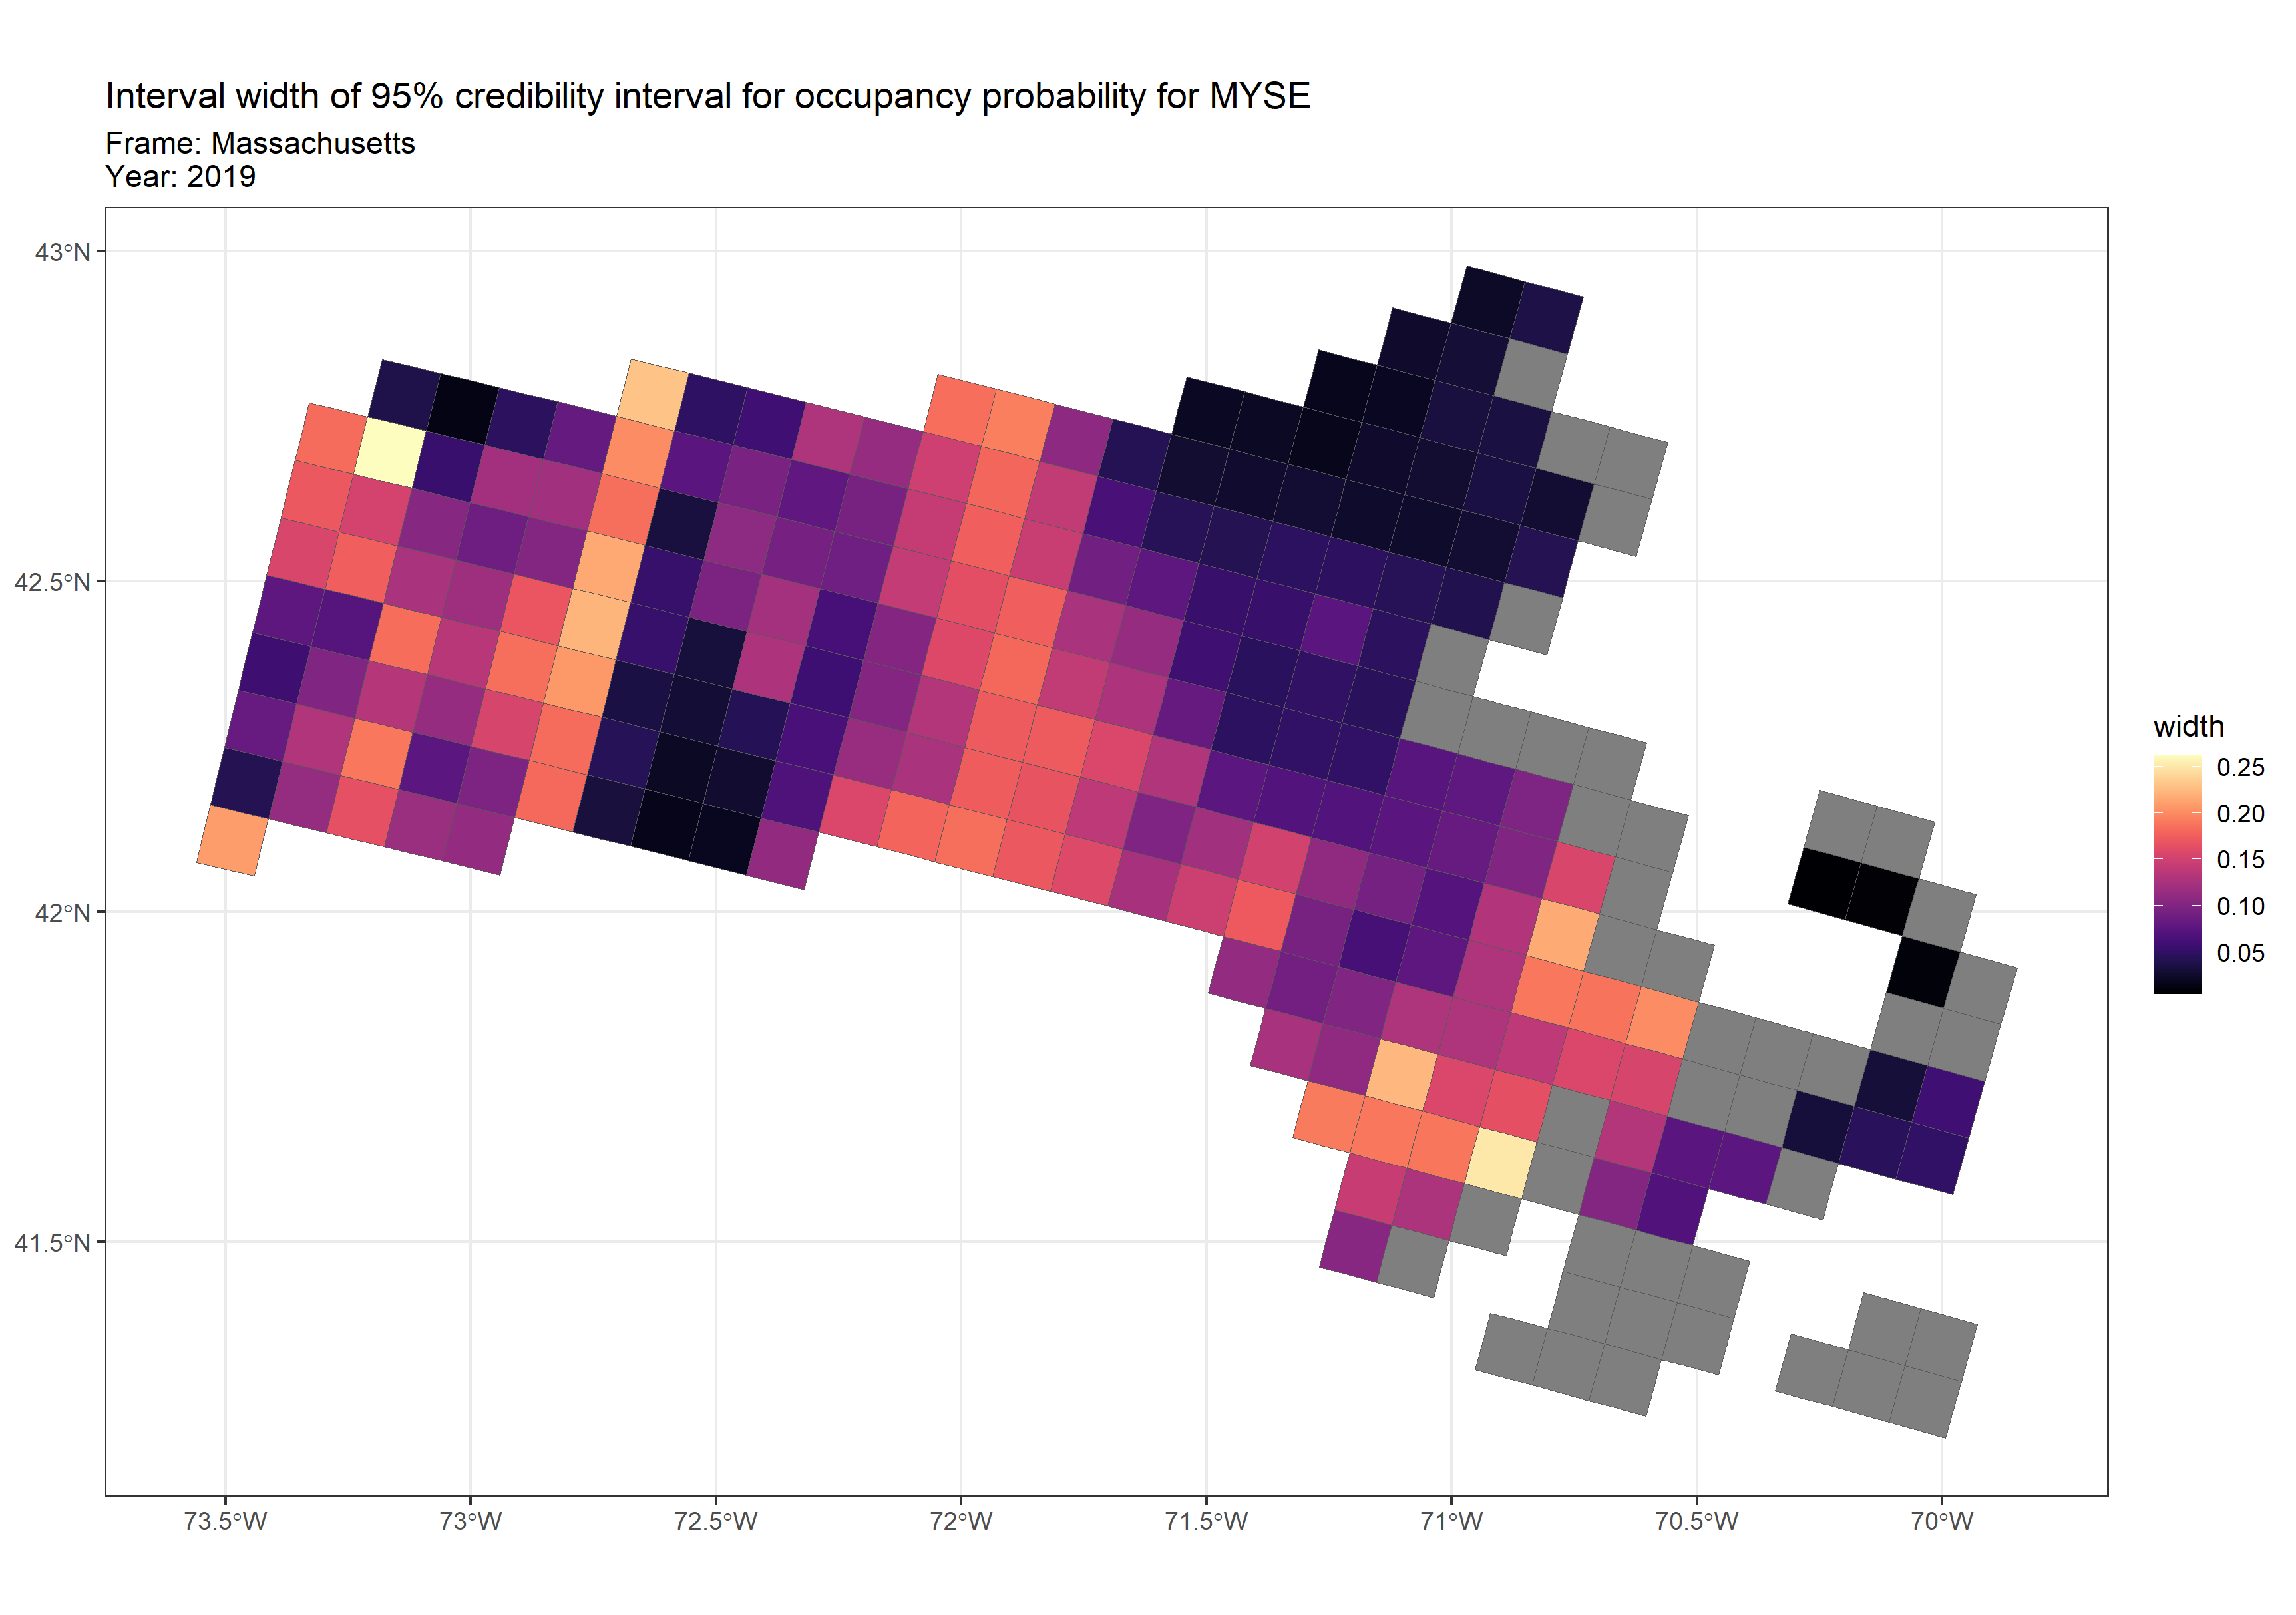 Interval width of 95% credibility interval for occupancy probability for MYSE
Frame: Massachusetts
Year: 2019
43°N
42.5°N
42°N
41.5°N
73.5°W
73°W
72.5°W
72°W
71.5°W
71°W
70.5°W
70°W
width
0.25
0.20
0.15
0.10
0.05